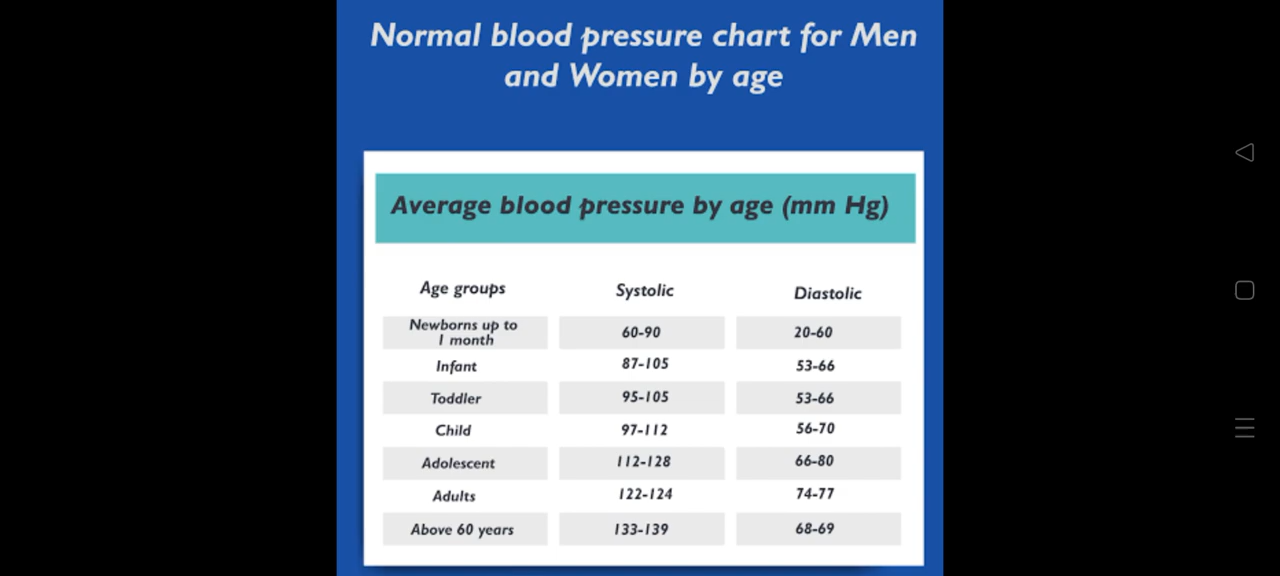 Normal blood pressure chart for Men
and Women by age
Average blood pressure by age (mm Hg)
Age groups Systolic Diastolic
Newborns up to
1 month 60-90 20-60
Infant 87-105 53-66
Toddler 95-105 53-66
Child 97-112 56-70
Adolescent 112-128 66-80
Adults 122-124 74-77
Above 60 years 133-139 68-69